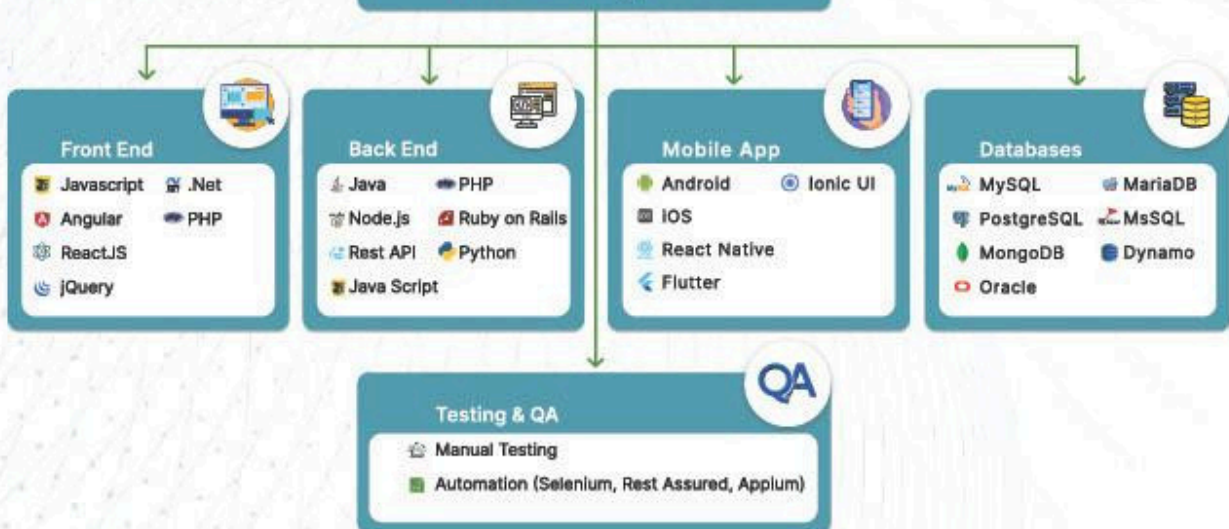 Front End
Javascript .Net
Angular PHP
ReactJS
jQuery
Back End
Java PHP
Node.js Ruby on Rails
Rest API Python
Java Script
Mobile App
Android Ionic UI
iOS
React Native
Flutter
Databases
MySQL MariaDB
PostgreSQL MsSQL
MongoDB Dynamo
Oracle
QA
Testing & QA
Manual Testing
Automation (Selenium, Rest Assured, Appium)